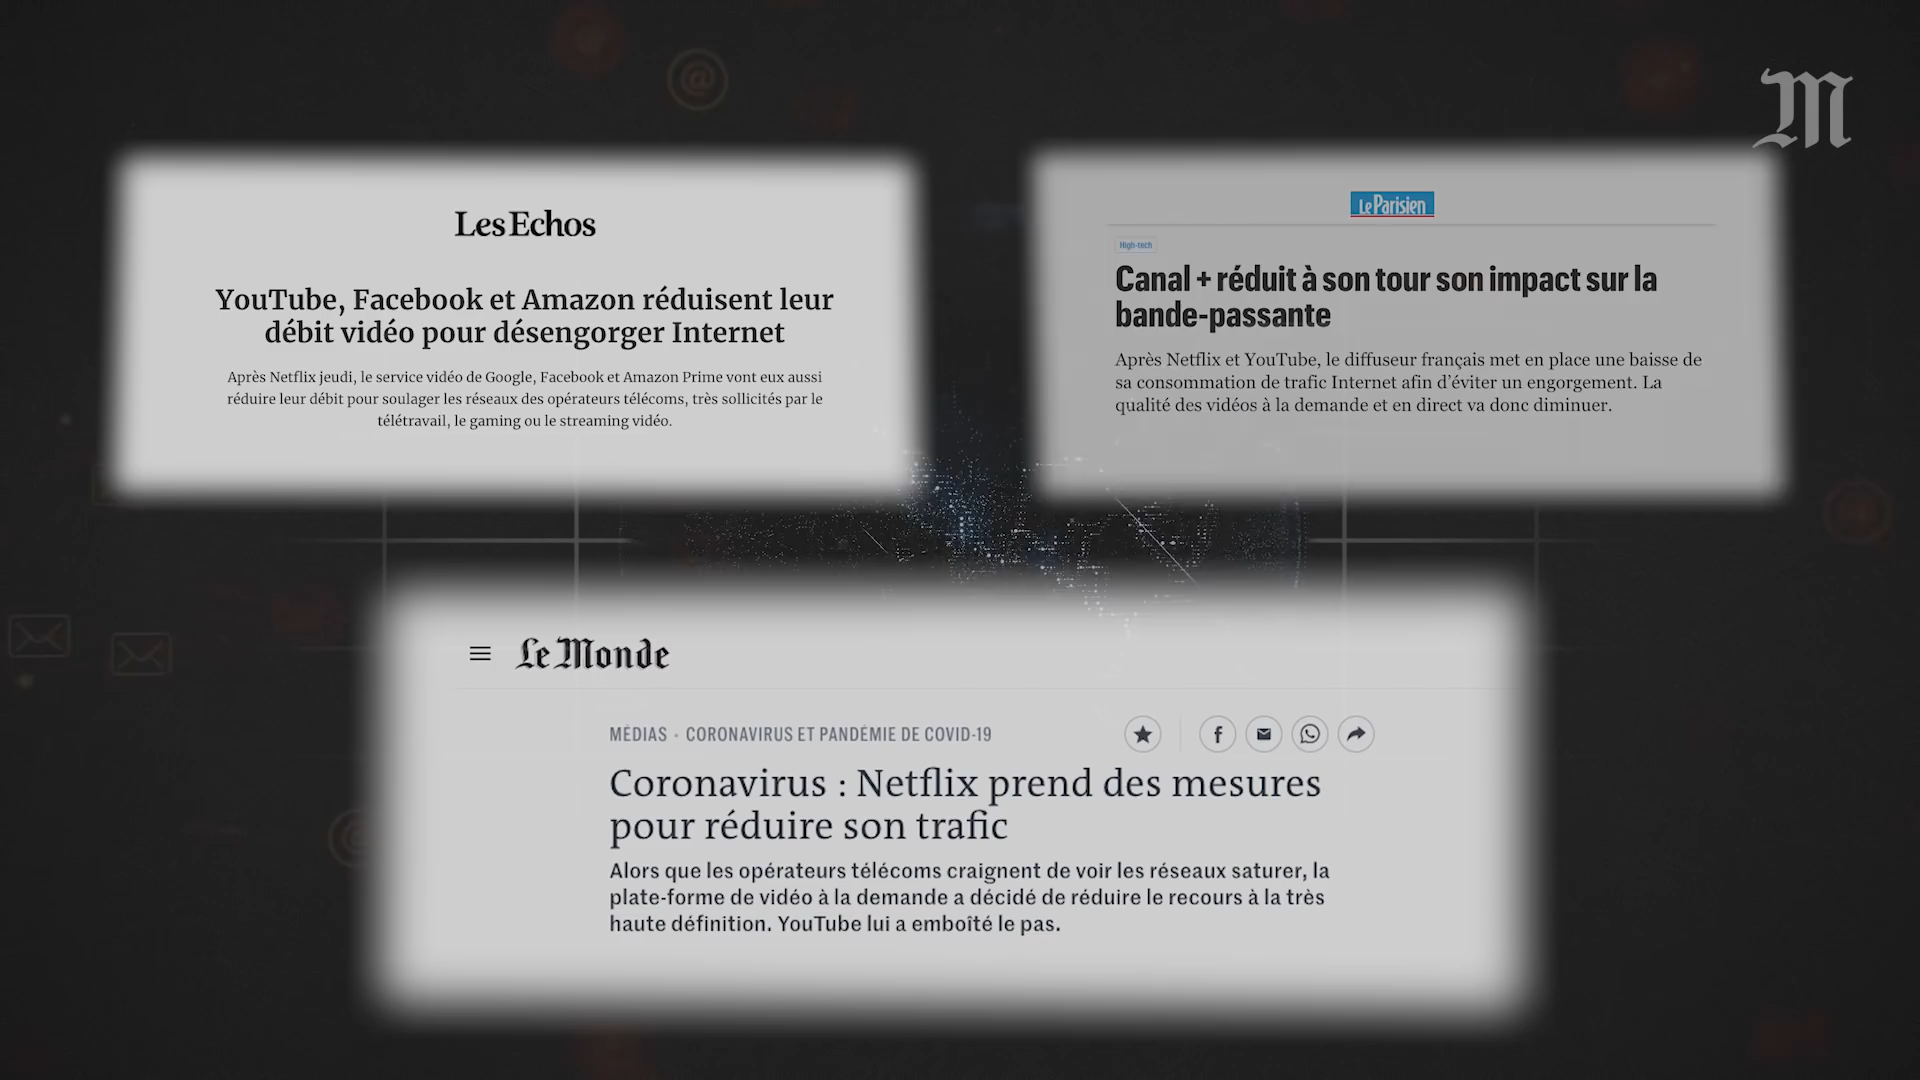 M
Les Echos
YouTube, Facebook et Amazon réduisent leur
débit vidéo pour désengorger Internet
Après Netflix jeudi, le service vidéo de Google, Facebook et Amazon Prime vont eux aussi
réduire leur débit pour soulager les réseaux des opérateurs télécoms, très sollicités par le
télétravail, le gaming ou le streaming vidéo.
Le Parisien
High-tech
Canal + réduit à son tour son impact sur la
bande-passante
Après Netflix et YouTube, le diffuseur français met en place une baisse de
sa consommation de trafic Internet afin d’éviter un engorgement. La
qualité des vidéos à la demande et en direct va donc diminuer.
Le Monde
MÉDIAS • CORONAVIRUS ET PANDÉMIE DE COVID-19
Coronavirus : Netflix prend des mesures
pour réduire son trafic
Alors que les opérateurs télécoms craignent de voir les réseaux saturer, la
plate-forme de vidéo à la demande a décidé de réduire le recours à la très
haute définition. YouTube lui a emboîté le pas.